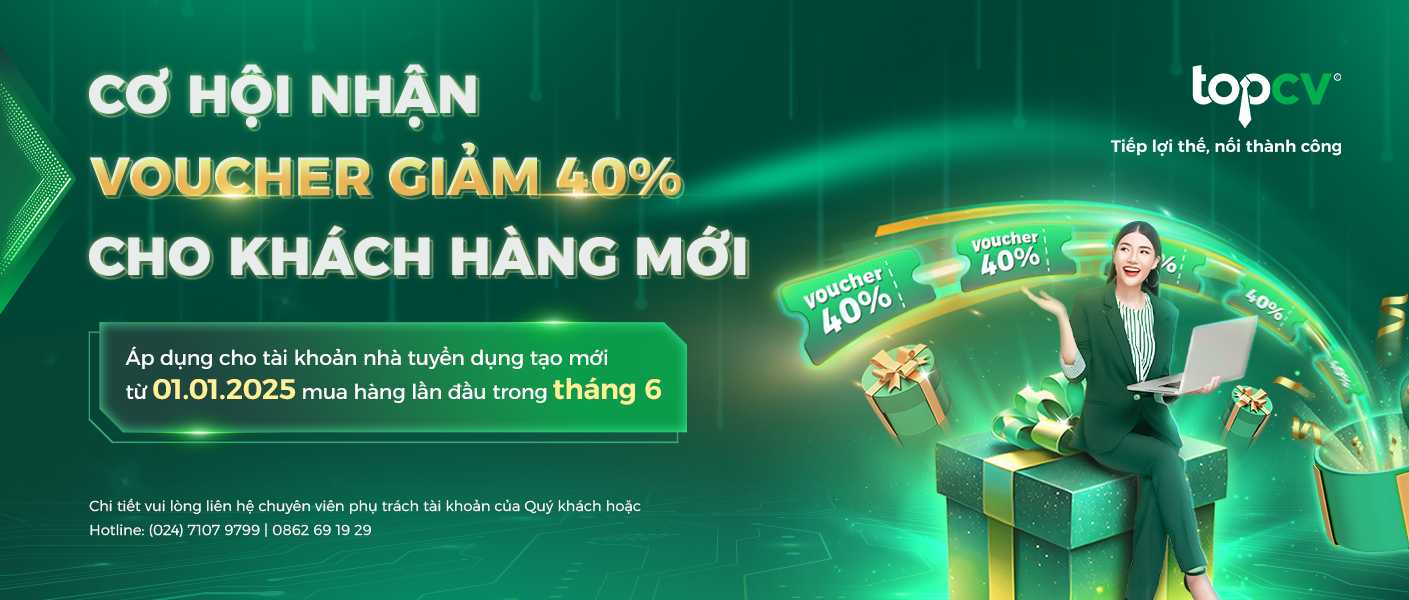 CƠ HỘI NHẬN
VOUCHER GIẢM 40%
CHO KHÁCH HÀNG MỚI
Áp dụng cho tài khoản nhà tuyển dụng tạo mới
từ 01.01.2025 mua hàng lần đầu trong tháng 6
Chi tiết vui lòng liên hệ chuyên viên phụ trách tài khoản của Quý khách hoặc
Hotline: (024) 7107 9799 | 0862 69 19 29
topcv
Tiếp lợi thế, nối thành công
voucher
40%
voucher
40%
%
40%